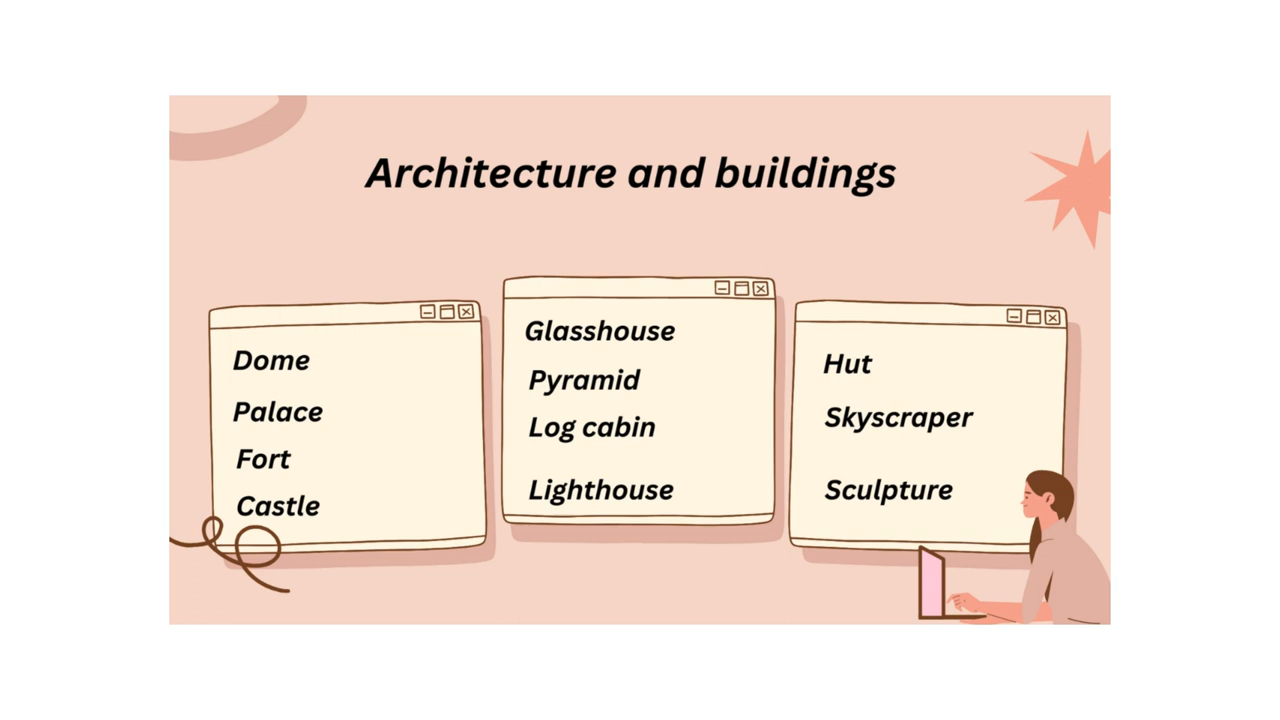 Architecture and buildings
Dome
Palace
Fort
Castle
Glasshouse
Pyramid
Log cabin
Lighthouse
Hut
Skyscraper
Sculpture